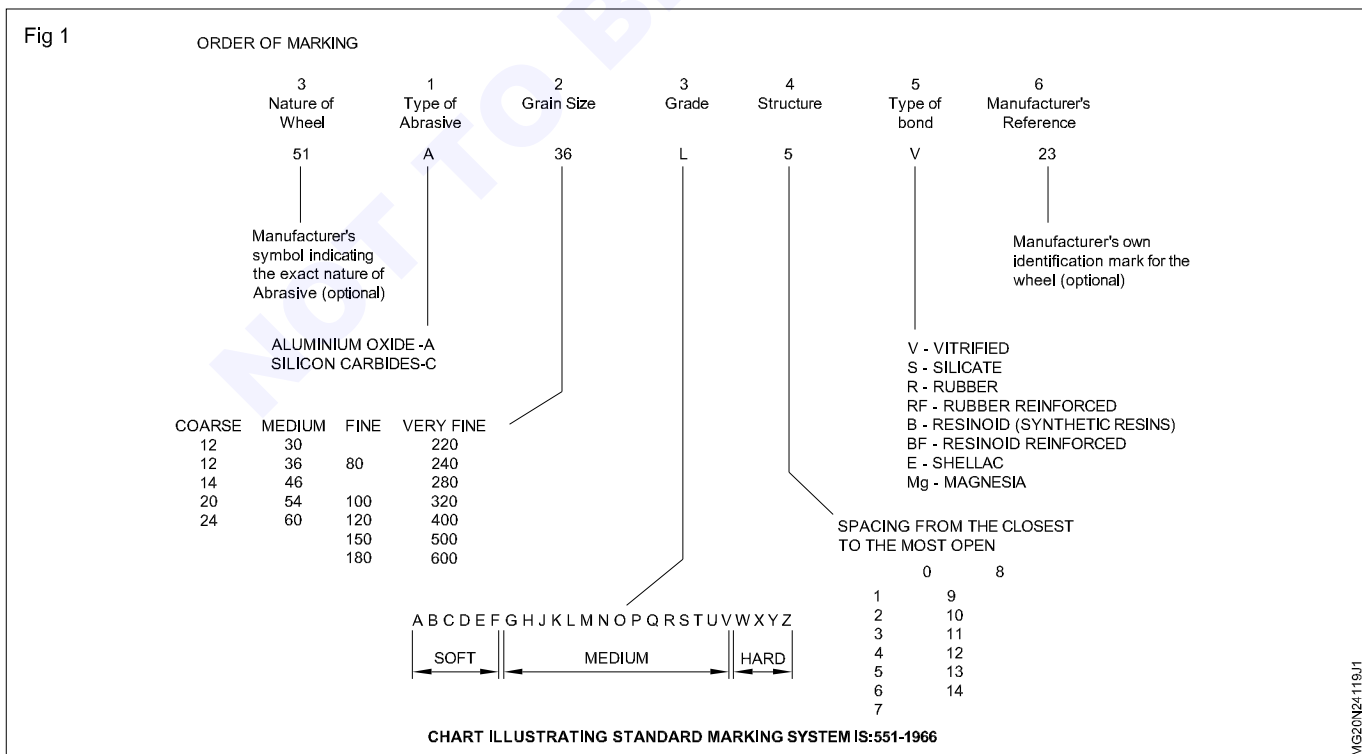 Fig 1
ORDER OF MARKING
3 1 2 3 4 5 6
Nature of Wheel Type of Abrasive Grain Size Grade Structure Type of bond Manufacturer's Reference
51 A 36 L 5 V 23
Manufacturer's
symbol indicating
the exact nature of
Abrasive (optional)
Manufacturer's own
identification mark for the
wheel (optional)
ALUMINIUM OXIDE -A
SILICON CARBIDES-C
V - VITRIFIED
S - SILICATE
R - RUBBER
RF - RUBBER REINFORCED
B - RESINOID (SYNTHETIC RESINS)
BF - RESINOID REINFORCED
E - SHELLAC
Mg - MAGNESIA
COARSE MEDIUM FINE VERY FINE
12 30 220
12 36 80 240
14 46 280
20 54 100 320
24 60 120 400
150 500
180 600
SPACING FROM THE CLOSEST
TO THE MOST OPEN
0 8
1 9
2 10
3 11
4 12
5 13
6 14
7
A B C D E F G H J K L M N O P Q R S T U V W X Y Z
SOFT MEDIUM HARD
CHART ILLUSTRATING STANDARD MARKING SYSTEM IS:551-1966
MG20N24119J1
NOT TO B